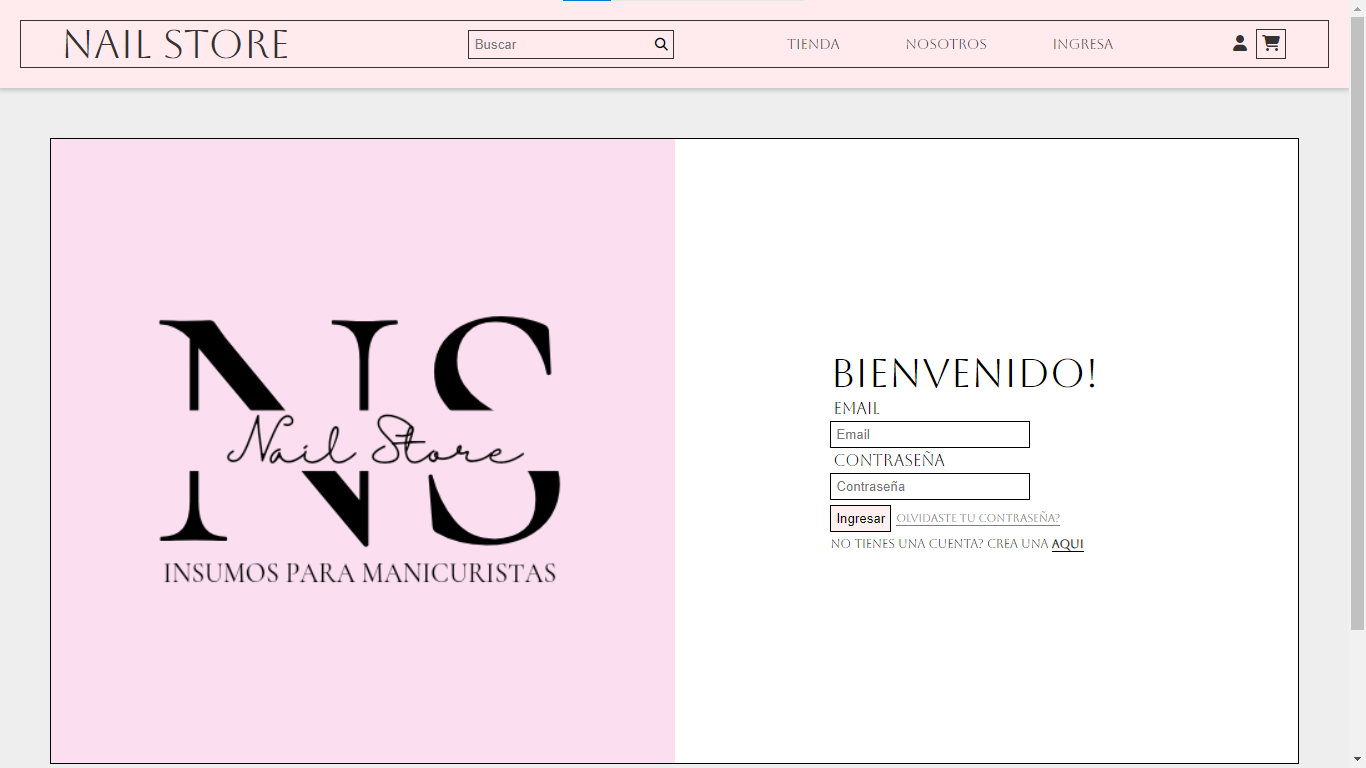 NAIL STORE
Buscar
TIENDA
NOSOTROS
INGRESA
NS
Nail Store
INSUMOS PARA MANICURISTAS
BIENVENIDO!
EMAIL
Email
CONTRASEÑA
Contraseña
Ingresar OLVIDASTE TU CONTRASEÑA?
NO TIENES UNA CUENTA? CREA UNA AQUI